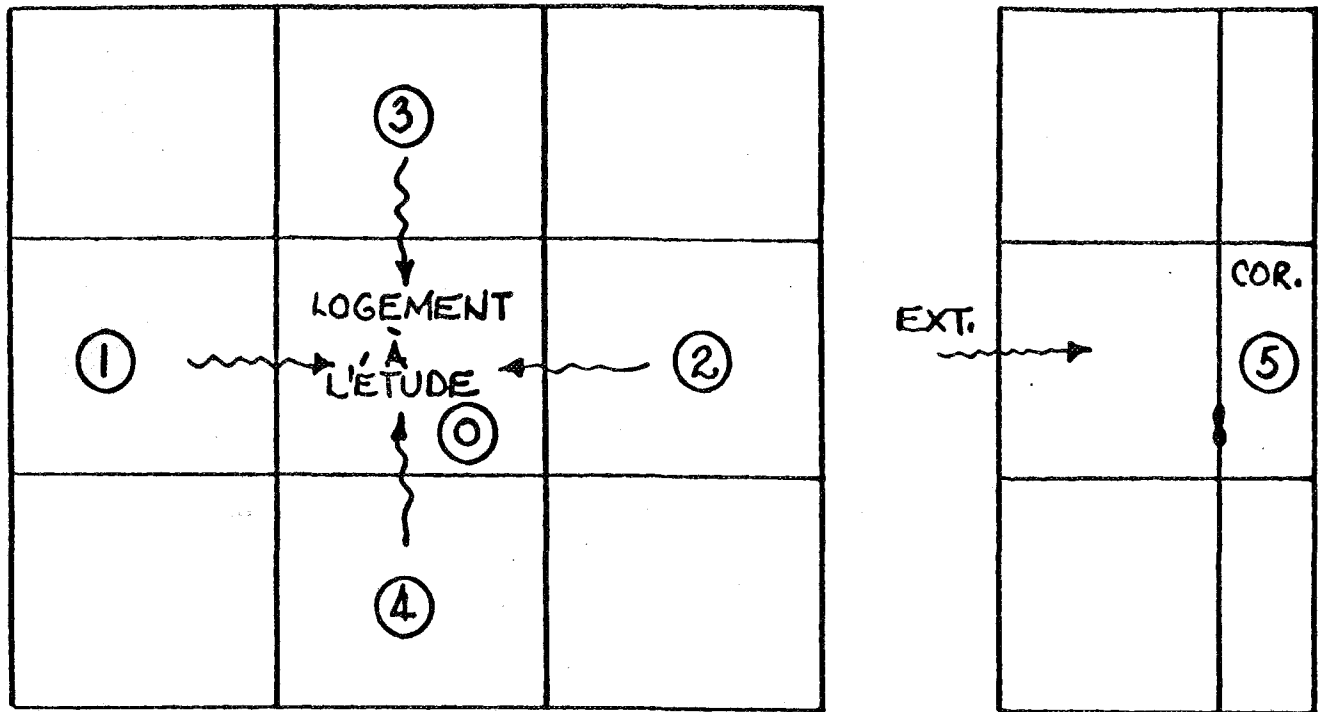 ③
LOGEMENT
À
L'ÉTUDE
①
②
⓪
④
EXT.
COR.
⑤